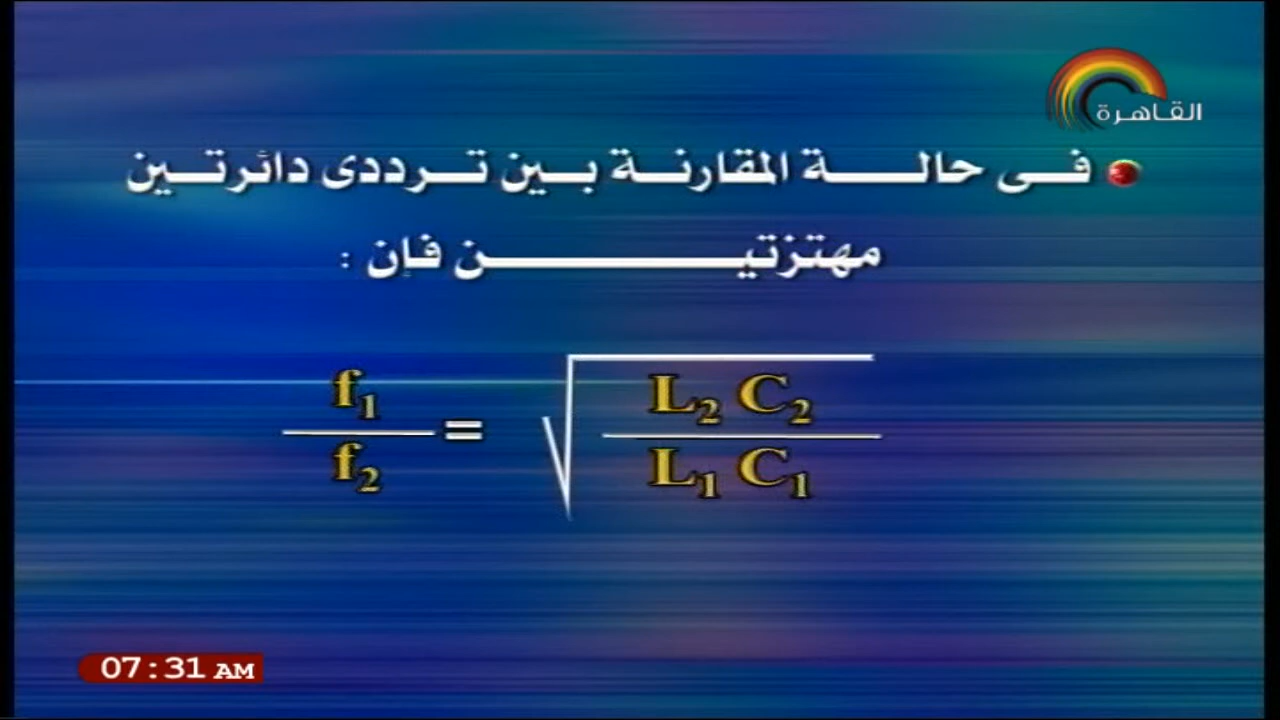 القاهرة
• فى حالة المقارنة بين ترددى دائرتين
مهتزتين فإن :
f₁ / f₂ = √(L₂ C₂ / L₁ C₁)
07:31 AM